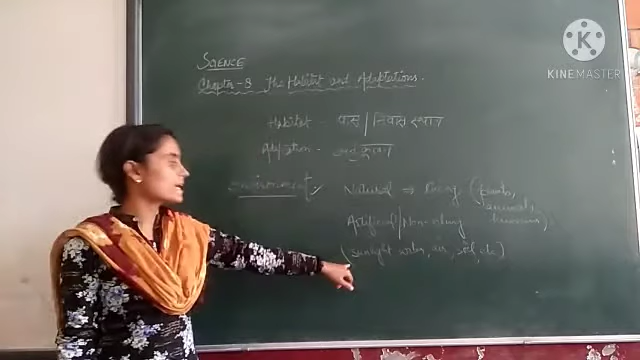 SCIENCE
Chapter-8 The Habitat and Adaptations.
Habitat - वास / निवास स्थान
Adaptation - अनुकूलन
Environment Natural ⇒ Living (plants,
animal,
humans)
Artificial / Non-living
(sunlight water, air, soil, etc)
KINEMASTER